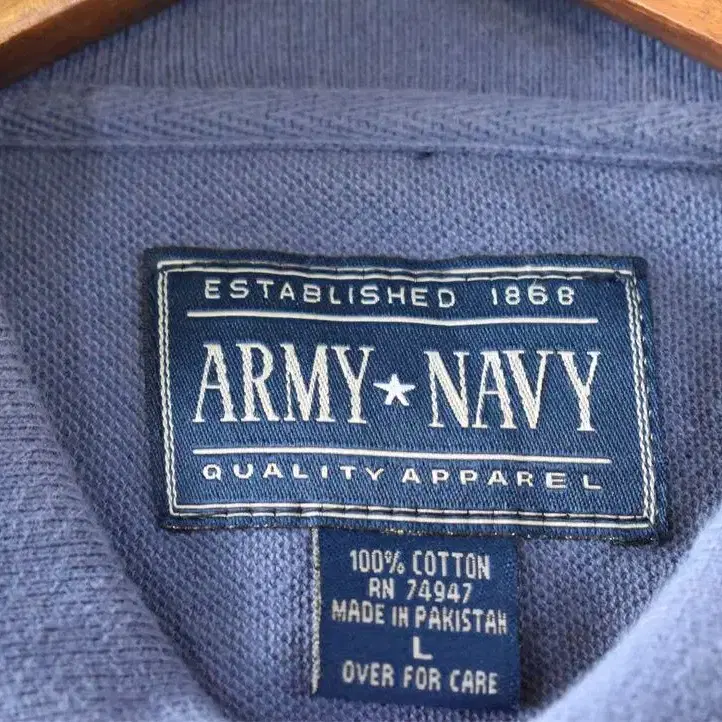 ESTABLISHED 1868
ARMY★NAVY
QUALITY APPAREL
100% COTTON
RN 74947
MADE IN PAKISTAN
L
OVER FOR CARE